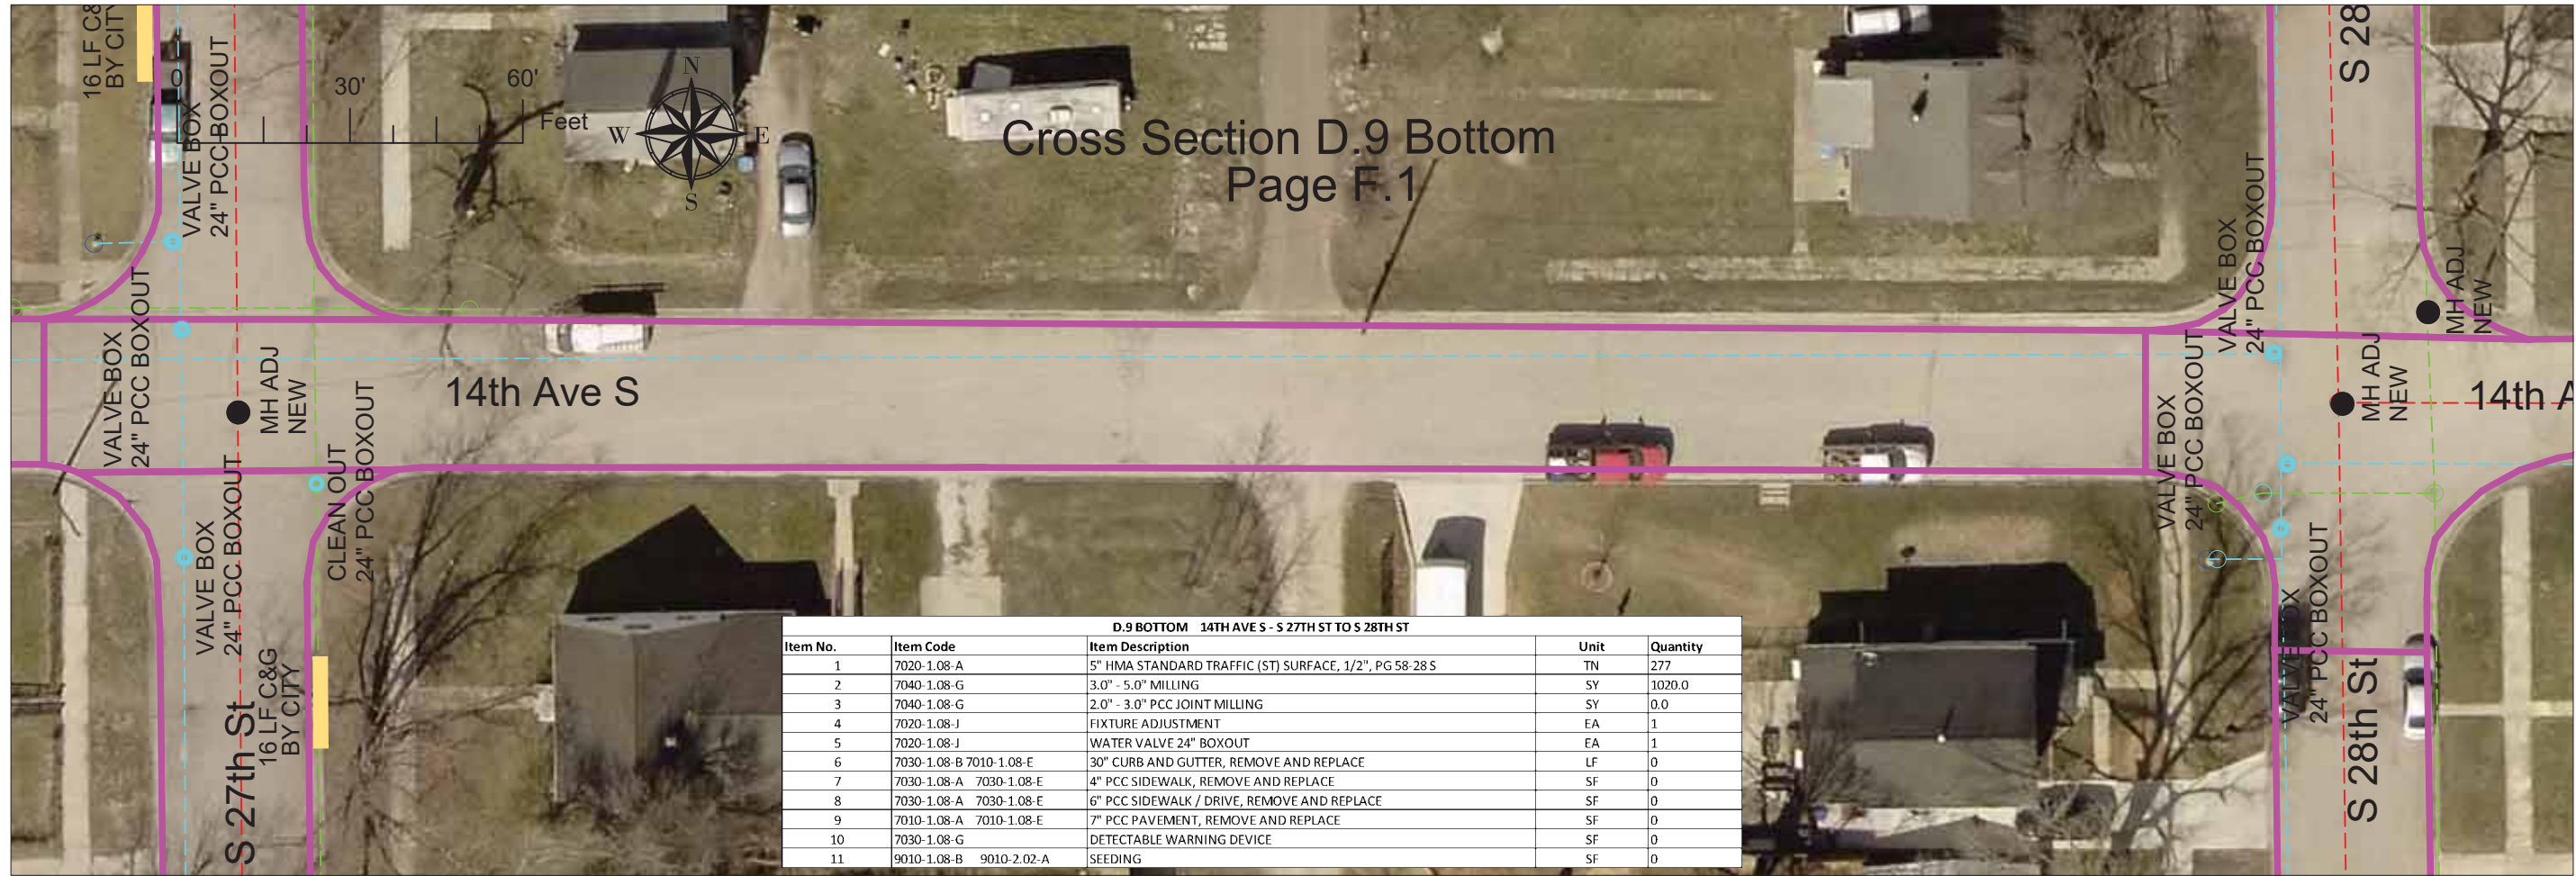 16 LF C&G
BY CITY
VALVE BOX
24" PCC BOXOUT
0
30'
60'
Feet
N
W
E
S
Cross Section D.9 Bottom
Page F.1
S 28
VALVE BOX
24" PCC BOXOUT
MH ADJ
NEW
VALVE BOX
24" PCC BOXOUT
MH ADJ
NEW
14th Ave S
CLEAN OUT
24" PCC BOXOUT
VALVE BOX
24" PCC BOXOUT
MH ADJ
NEW
14th A
VALVE BOX
24" PCC BOXOUT
16 LF C&G
BY CITY
S 27th St
VALVE BOX
24" PCC BOXOUT
S 28th St
D.9 BOTTOM 14TH AVE S - S 27TH ST TO S 28TH ST
Item No. Item Code Item Description Unit Quantity
1 7020-1.08-A 5" HMA STANDARD TRAFFIC (ST) SURFACE, 1/2", PG 58-28 S TN 277
2 7040-1.08-G 3.0" - 5.0" MILLING SY 1020.0
3 7040-1.08-G 2.0" - 3.0" PCC JOINT MILLING SY 0.0
4 7020-1.08-J FIXTURE ADJUSTMENT EA 1
5 7020-1.08-J WATER VALVE 24" BOXOUT EA 1
6 7030-1.08-B 7010-1.08-E 30" CURB AND GUTTER, REMOVE AND REPLACE LF 0
7 7030-1.08-A 7030-1.08-E 4" PCC SIDEWALK, REMOVE AND REPLACE SF 0
8 7030-1.08-A 7030-1.08-E 6" PCC SIDEWALK / DRIVE, REMOVE AND REPLACE SF 0
9 7010-1.08-A 7010-1.08-E 7" PCC PAVEMENT, REMOVE AND REPLACE SF 0
10 7030-1.08-G DETECTABLE WARNING DEVICE SF 0
11 9010-1.08-B 9010-2.02-A SEEDING SF 0